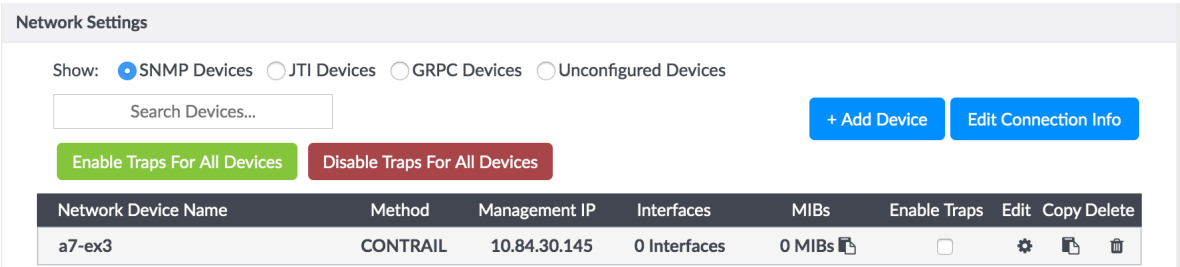 Network Settings
Show: SNMP Devices JTI Devices GRPC Devices Unconfigured Devices
Search Devices...
+ Add Device Edit Connection Info
Enable Traps For All Devices Disable Traps For All Devices
Network Device Name Method Management IP Interfaces MIBs Enable Traps Edit Copy Delete
a7-ex3 CONTRAIL 10.84.30.145 0 Interfaces 0 MIBs